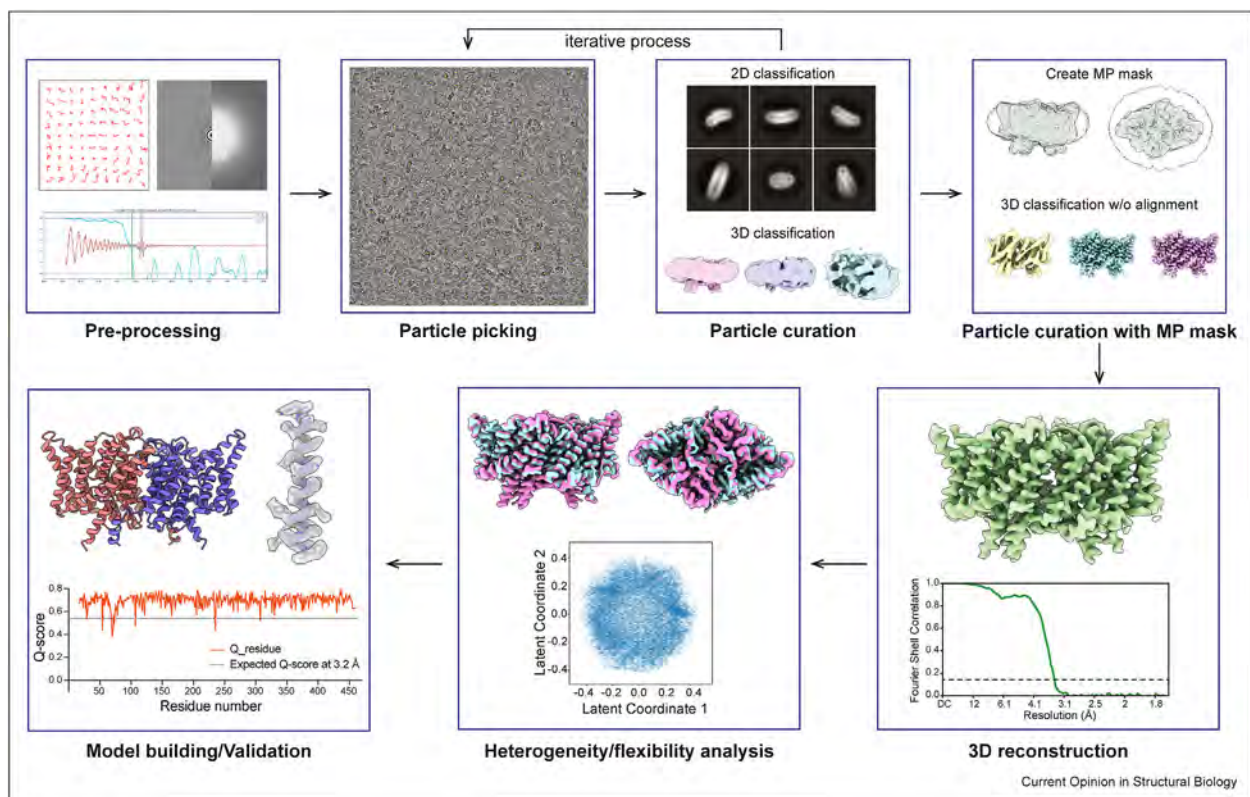 iterative process
2D classification
3D classification
Create MP mask
3D classification w/o alignment
Pre-processing
Particle picking
Particle curation
Particle curation with MP mask
0.8
0.6
0.4
0.2
0
Q-score
Q_residue
Expected Q-score at 3.2 Å
50 100 150 200 250 300 350 400 450
Residue number
Latent Coordinate 2
0.4
0.2
0.0
-0.2
-0.4
-0.4 -0.2 0.0 0.2 0.4
Latent Coordinate 1
Fourier Shell Correlation
1.0
0.8
0.6
0.4
0.2
0.0
DC 12 6.1 4.1 3.1 2.5 2 1.8
Resolution (Å)
Model building/Validation
Heterogeneity/flexibility analysis
3D reconstruction
Current Opinion in Structural Biology